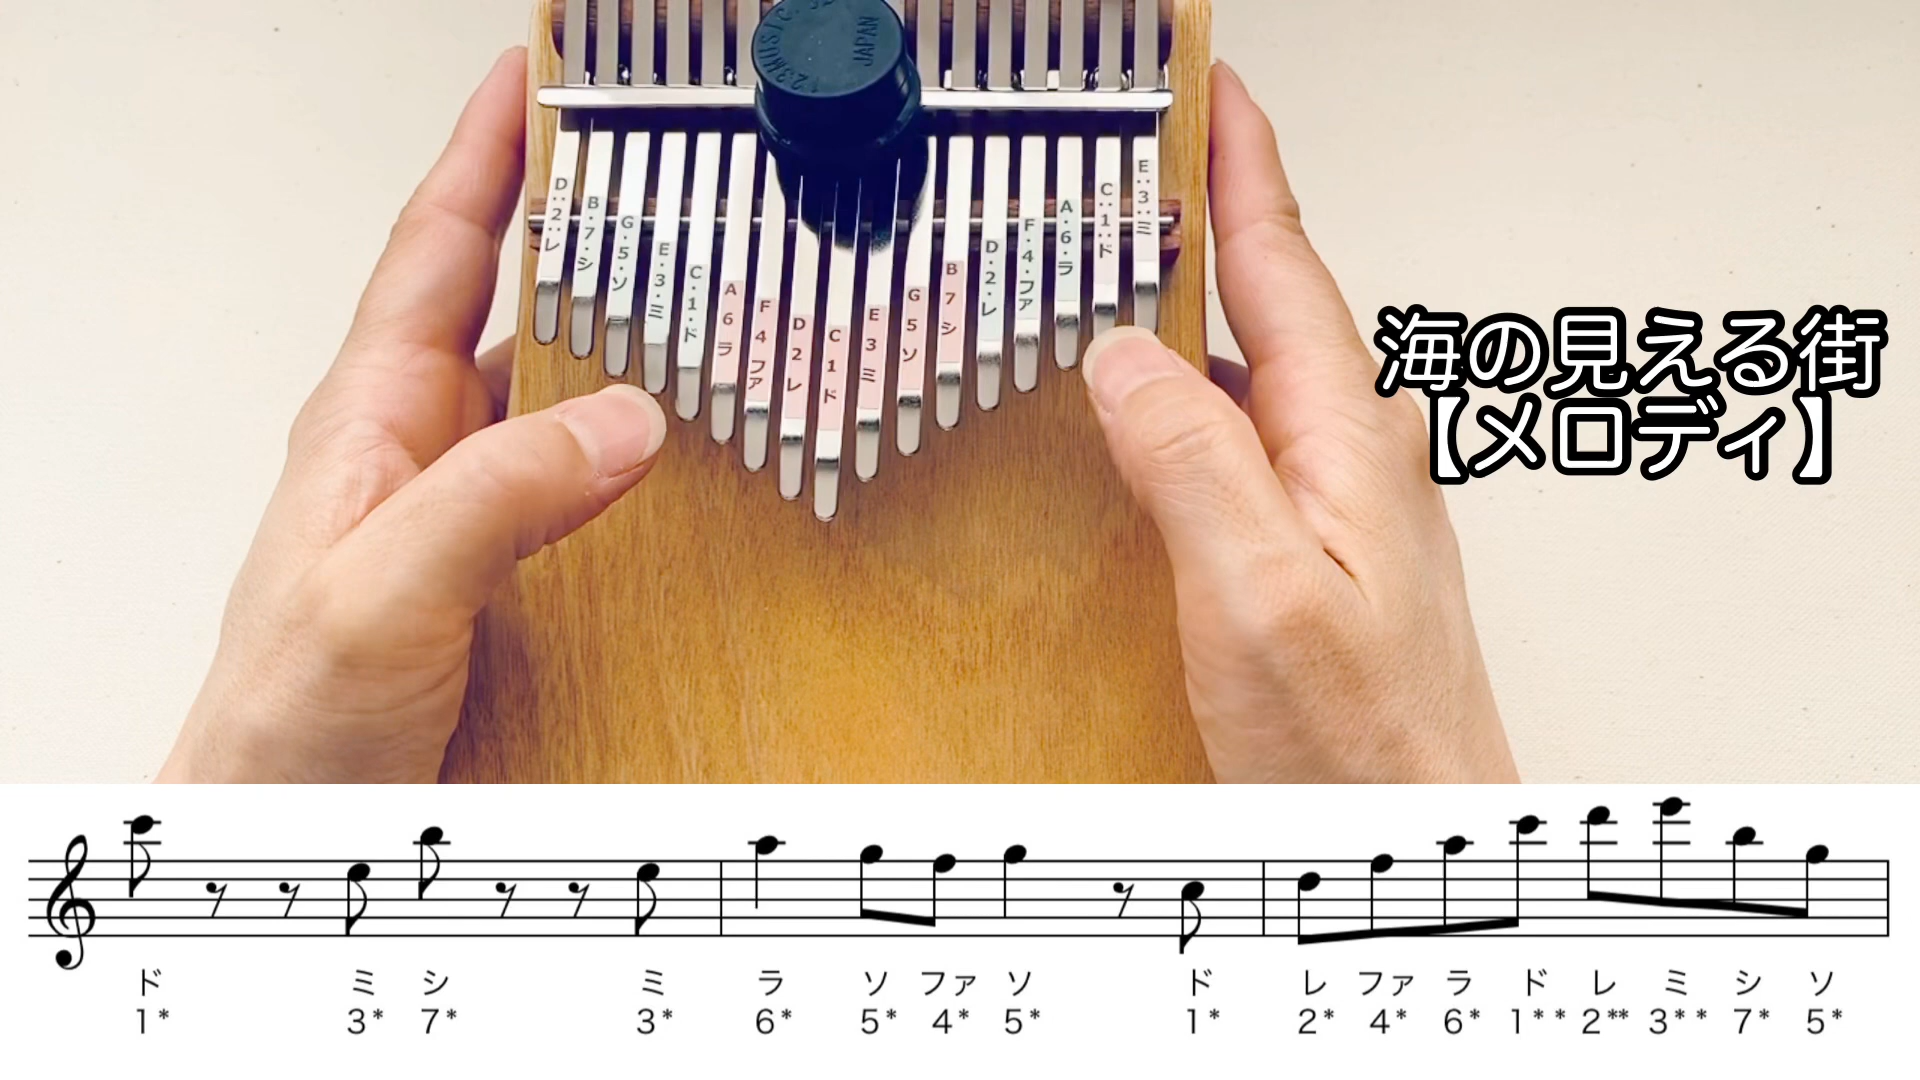 123MUSIC. JAPAN
D:2:レ
B・7・シ
G・5・ソ
E・3・ミ
C・1・ド
A 6 ラ
F 4 ファ
D 2 レ
C 1 ド
E 3 ミ
G 5 ソ
B 7 シ
D・2・レ
F・4・ファ
A・6・ラ
C:1:ド
E:3:ミ
海の見える街
【メロディ】
ド ミ シ ミ ラ ソ ファ ソ ド レ ファ ラ ド レ ミ シ ソ
1* 3* 7* 3* 6* 5* 4* 5* 1* 2* 4* 6* 1** 2** 3** 7* 5*